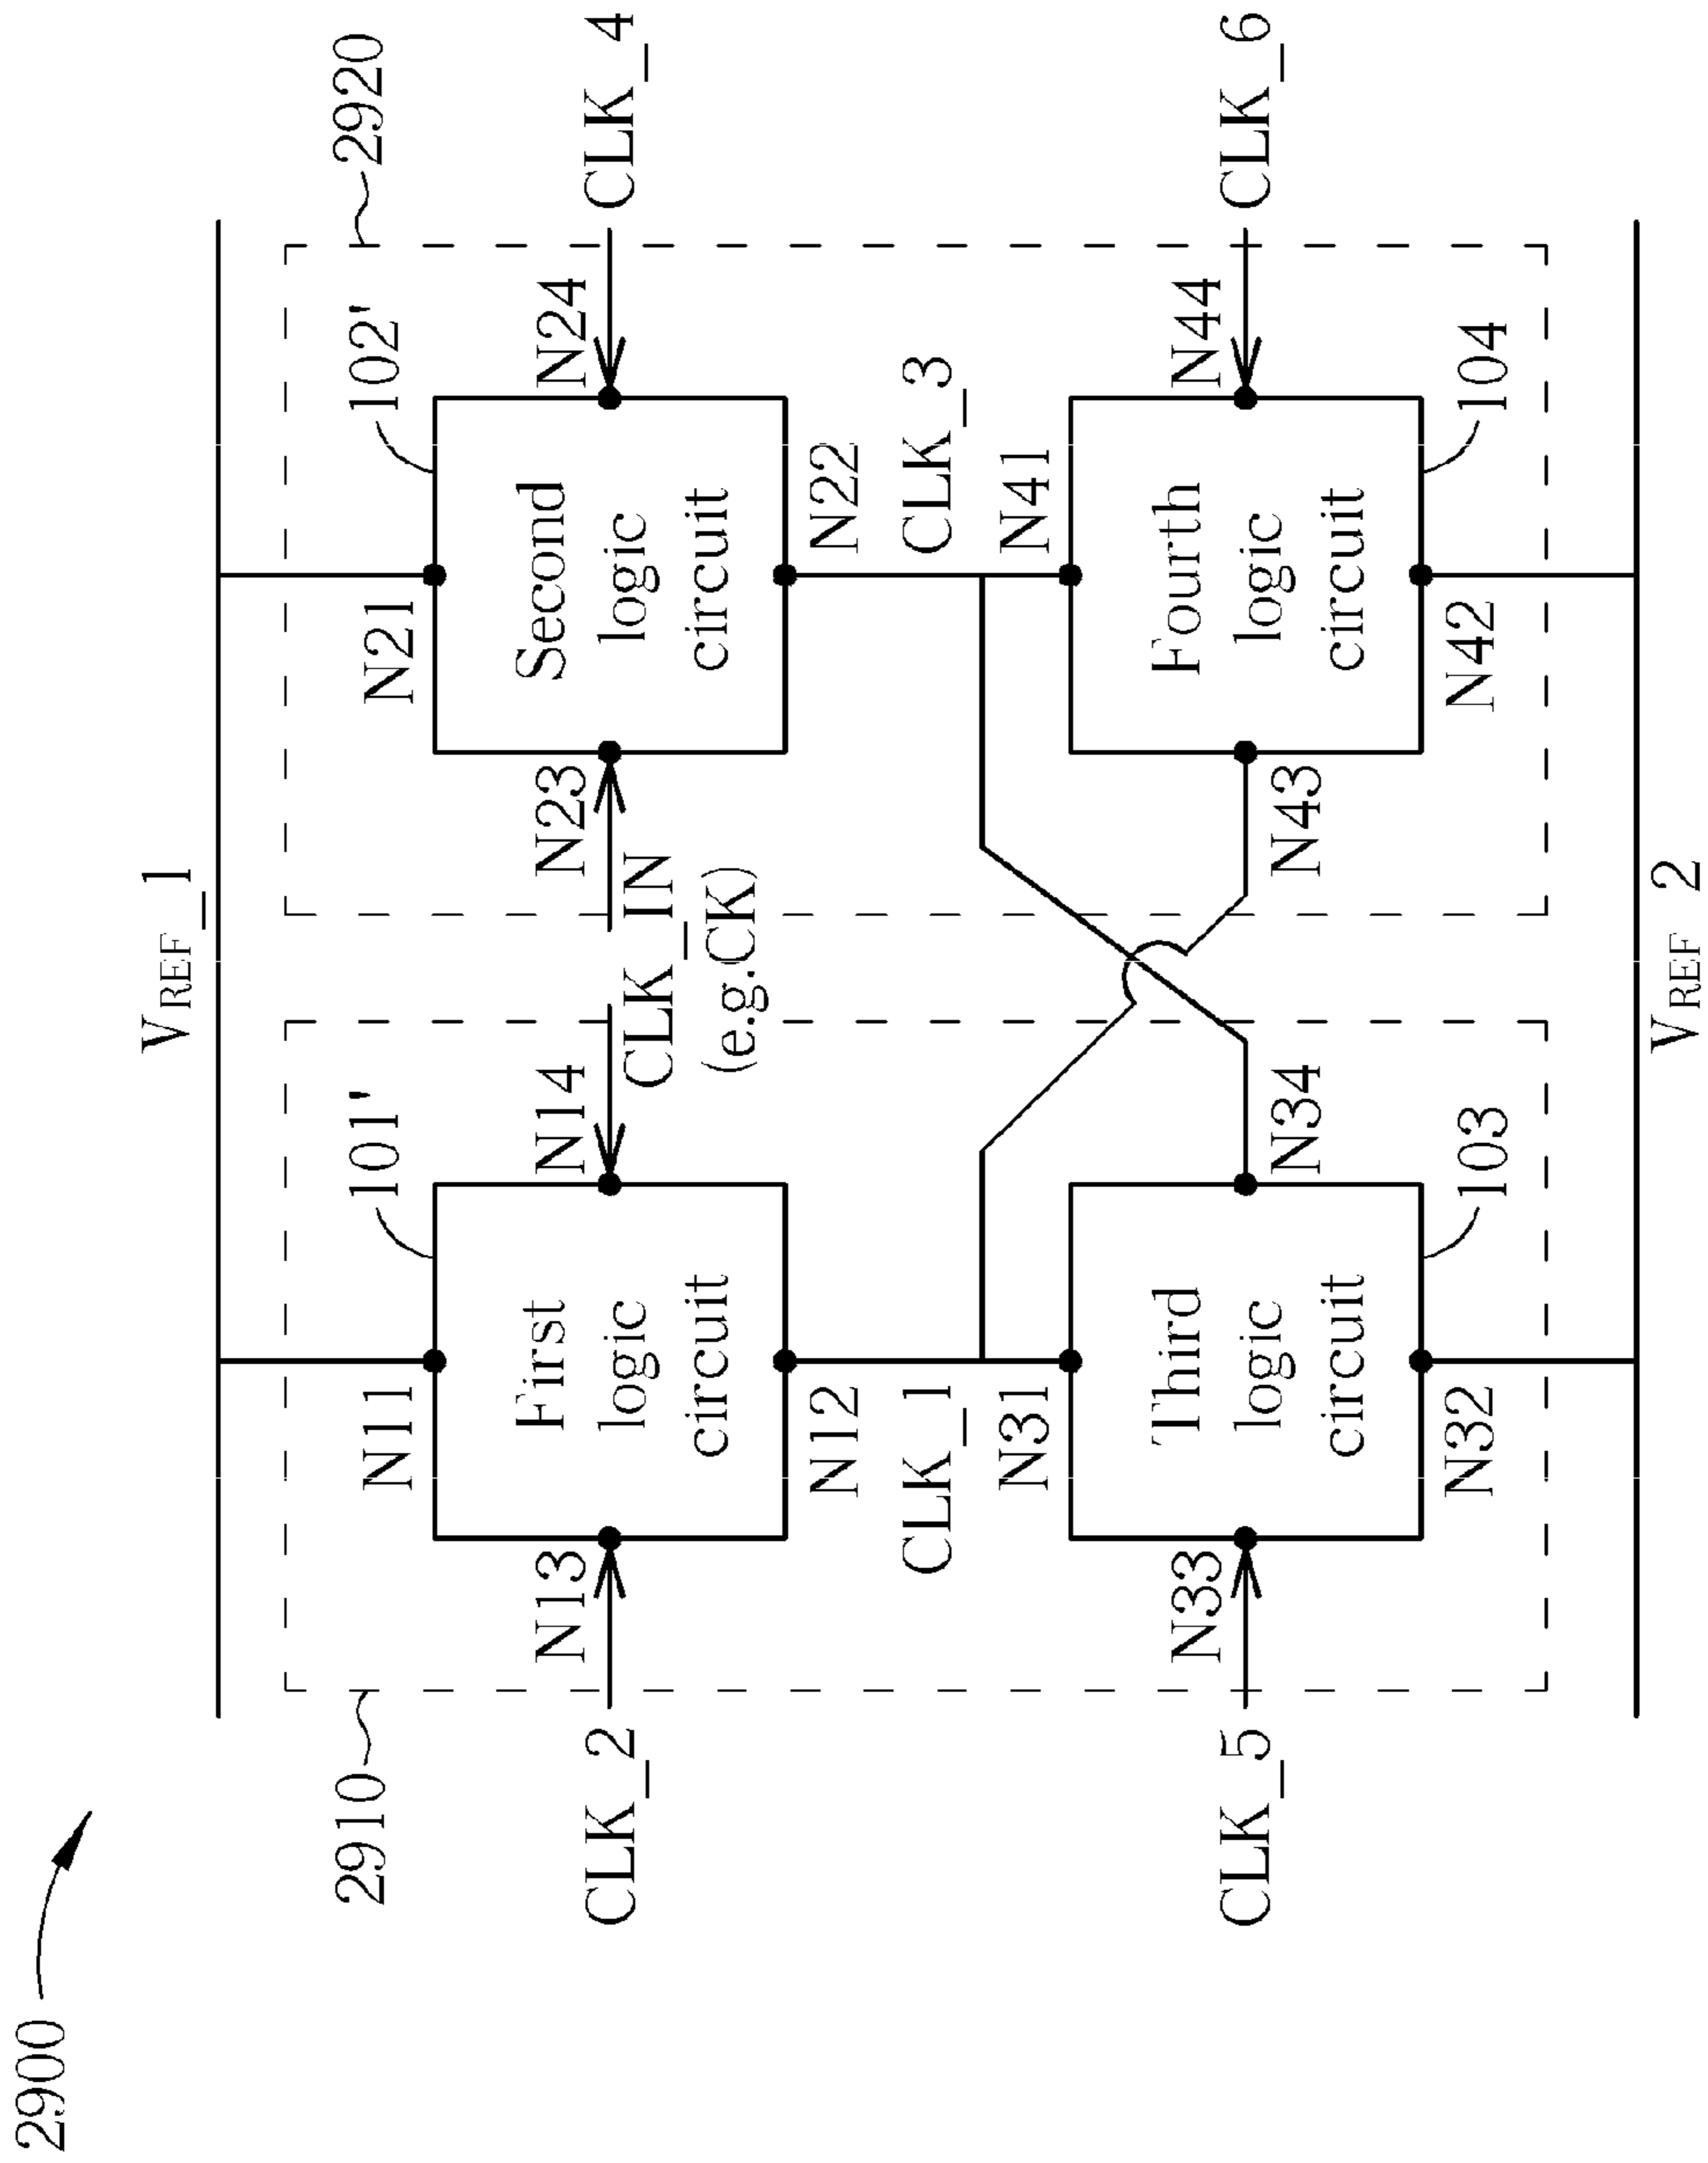 2900
V_REF_1
2910
2920
101'
102'
N11
N21
CLK_2
N13
N14
N23
N24
CLK_4
First
logic
circuit
CLK_IN
(e.g.CK)
Second
logic
circuit
N12
N22
CLK_1
CLK_3
N31
N41
CLK_5
N33
N34
N43
N44
CLK_6
Third
logic
circuit
Fourth
logic
circuit
N32
N42
103
104
V_REF_2